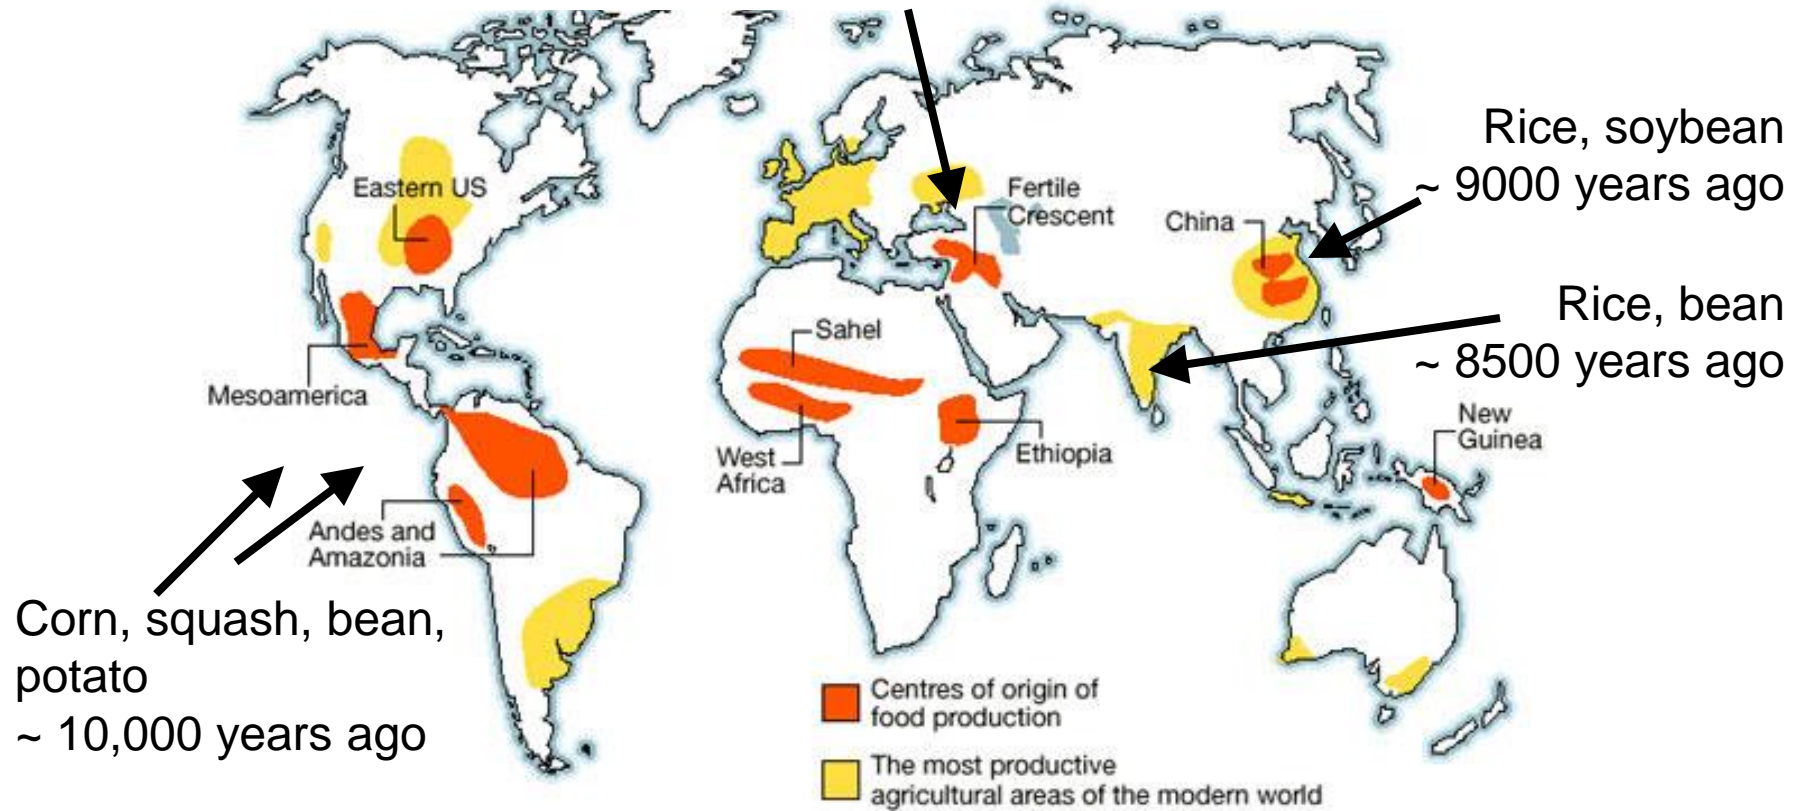 Rice, soybean
~ 9000 years ago
Eastern US
Fertile
Crescent
China
Rice, bean
~ 8500 years ago
Sahel
Mesoamerica
New
Guinea
West
Africa
Ethiopia
Andes and
Amazonia
Corn, squash, bean,
potato
~ 10,000 years ago
Centres of origin of
food production
The most productive
agricultural areas of the modern world